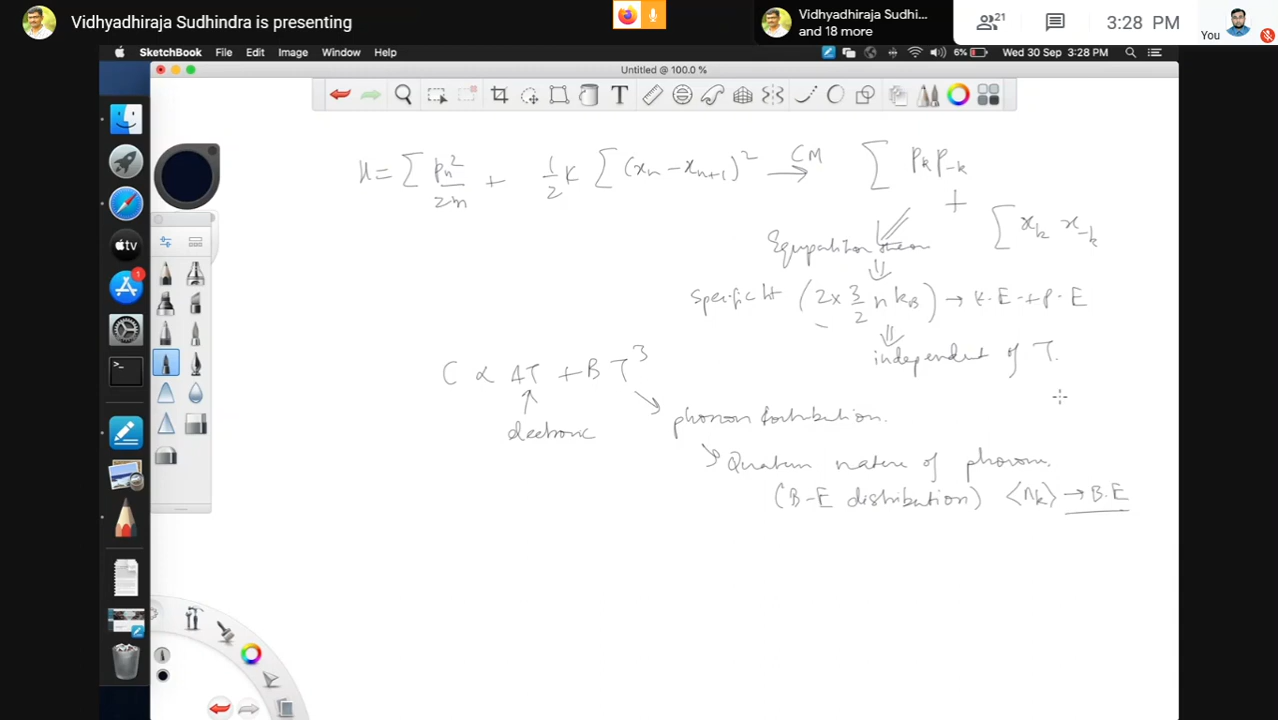 Vidhyadhiraja Sudhindra is presenting
Vidhyadhiraja Sudhi...
and 18 more
21
3:28 PM
You
SketchBook File Edit Image Window Help
6% Wed 30 Sep 3:28 PM
Untitled @ 100.0 %
H = ∑ pₙ²/2m + 1/2 K ∑ (xₙ − xₙ₊₁)² → CM ∑ pₖ p₋ₖ
+ ∑ xₖ x₋ₖ
Equipartition
Specific ht (2 x 3/2 n k_B) → K.E + P.E
independent of T.
C ∝ AT + B T³
electronic
phonon contribution.
Quantum nature of phonons.
(B-E distribution) ⟨nₖ⟩ → B.E
tv
1